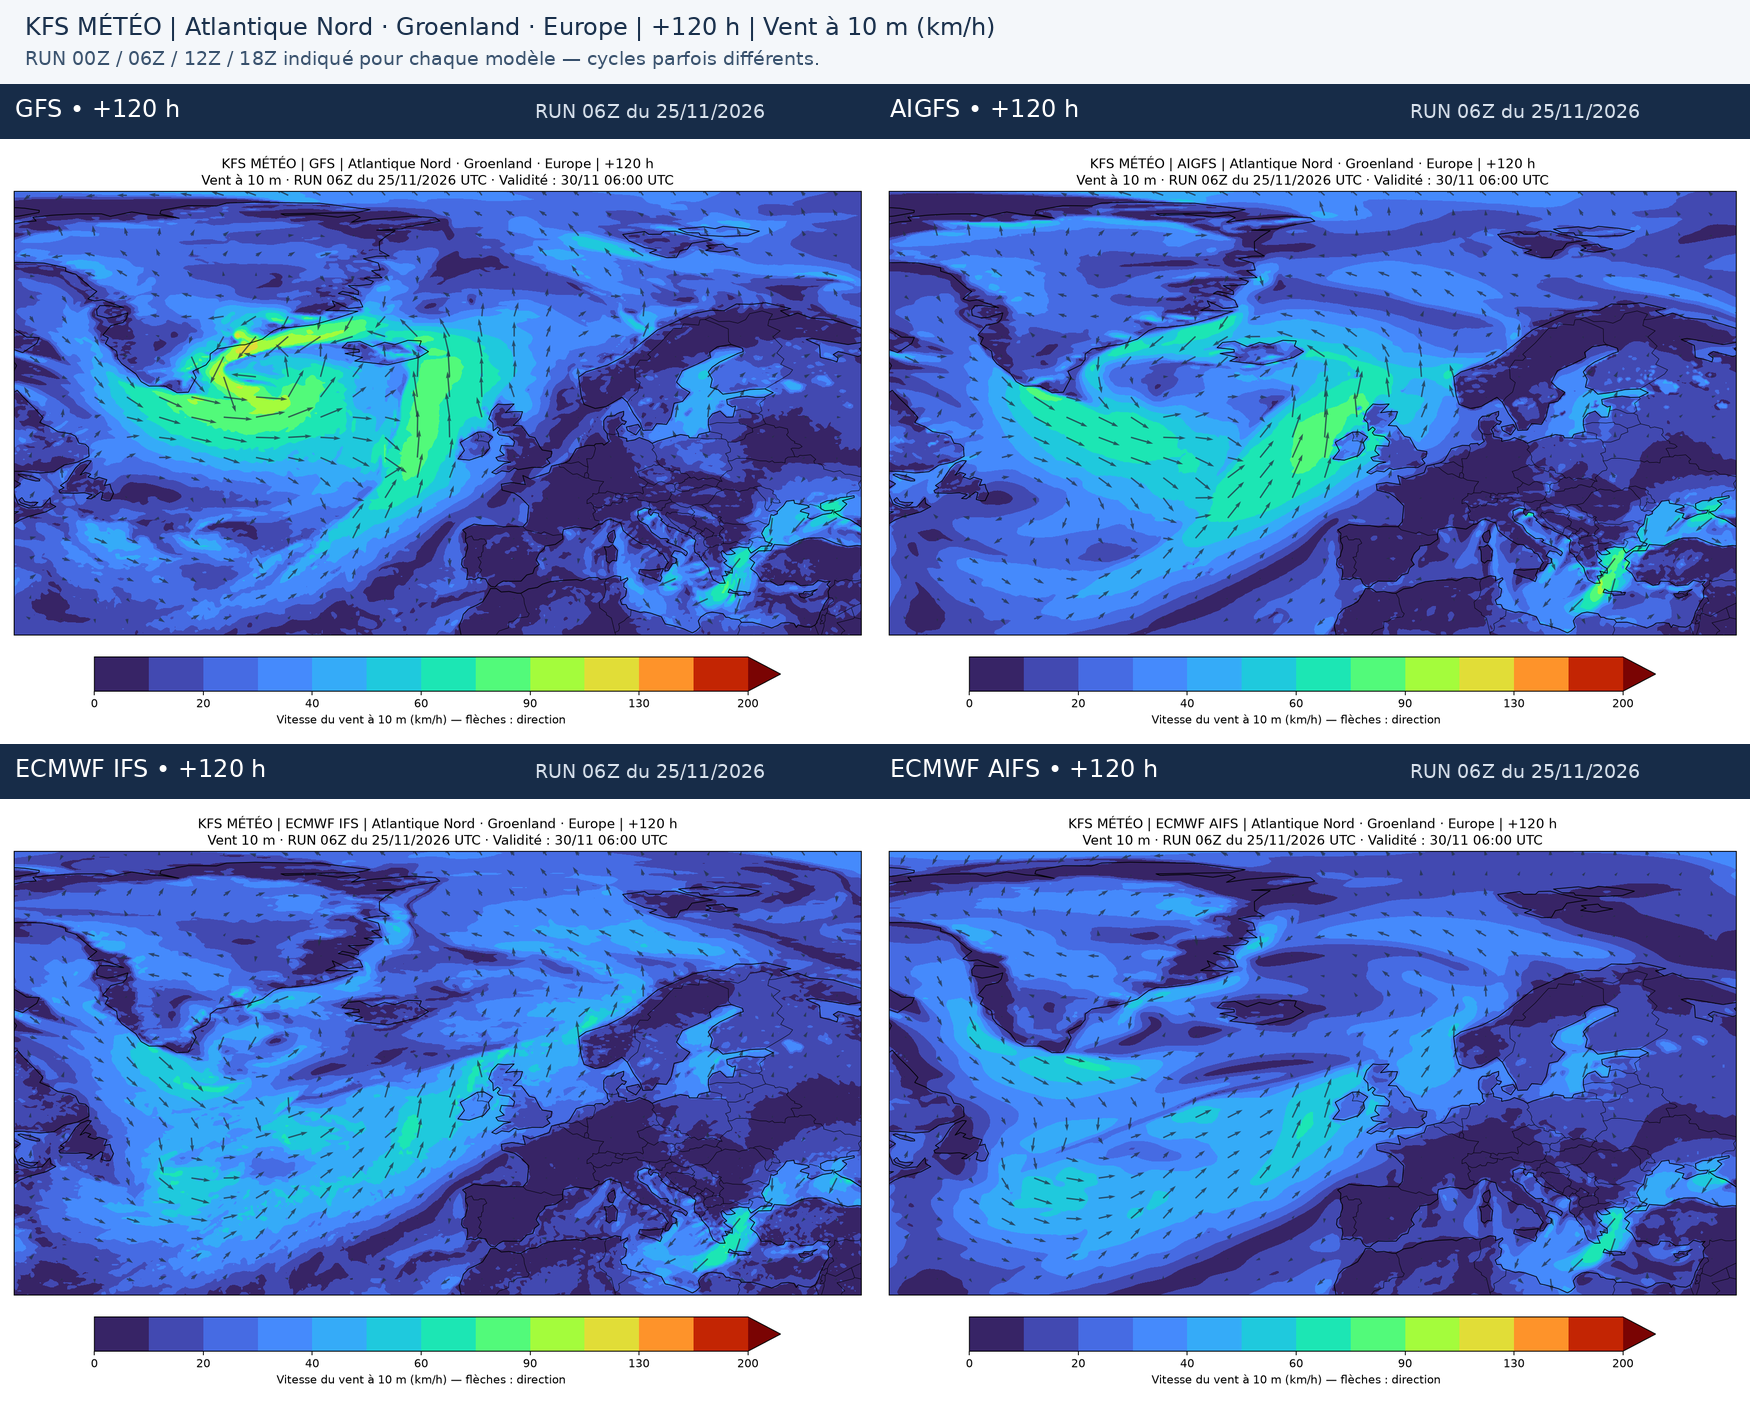 KFS MÉTÉO | Atlantique Nord · Groenland · Europe | +120 h | Vent à 10 m (km/h)
RUN 00Z / 06Z / 12Z / 18Z indiqué pour chaque modèle — cycles parfois différents.
GFS • +120 h
RUN 06Z du 25/11/2026
KFS MÉTÉO | GFS | Atlantique Nord · Groenland · Europe | +120 h
Vent à 10 m · RUN 06Z du 25/11/2026 UTC · Validité : 30/11 06:00 UTC
0 20 40 60 90 130 200
Vitesse du vent à 10 m (km/h) — flèches : direction
AIGFS • +120 h
RUN 06Z du 25/11/2026
KFS MÉTÉO | AIGFS | Atlantique Nord · Groenland · Europe | +120 h
Vent à 10 m · RUN 06Z du 25/11/2026 UTC · Validité : 30/11 06:00 UTC
0 20 40 60 90 130 200
Vitesse du vent à 10 m (km/h) — flèches : direction
ECMWF IFS • +120 h
RUN 06Z du 25/11/2026
KFS MÉTÉO | ECMWF IFS | Atlantique Nord · Groenland · Europe | +120 h
Vent 10 m · RUN 06Z du 25/11/2026 UTC · Validité : 30/11 06:00 UTC
0 20 40 60 90 130 200
Vitesse du vent à 10 m (km/h) — flèches : direction
ECMWF AIFS • +120 h
RUN 06Z du 25/11/2026
KFS MÉTÉO | ECMWF AIFS | Atlantique Nord · Groenland · Europe | +120 h
Vent 10 m · RUN 06Z du 25/11/2026 UTC · Validité : 30/11 06:00 UTC
0 20 40 60 90 130 200
Vitesse du vent à 10 m (km/h) — flèches : direction